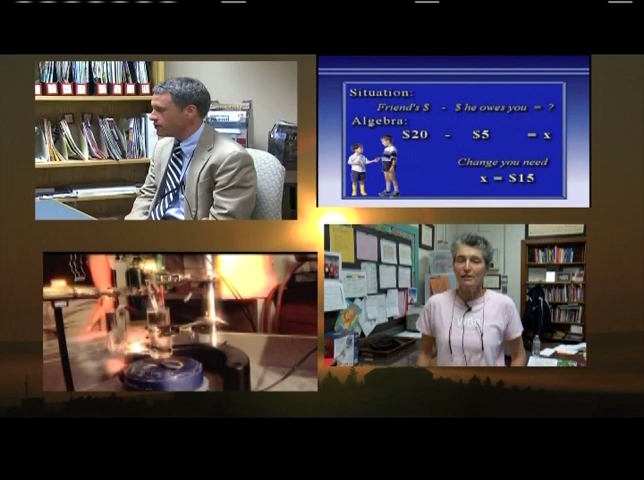 Situation:
Friend's $ - $ he owes you = ?
Algebra:
$20 - $5 = x
Change you need
x = $15